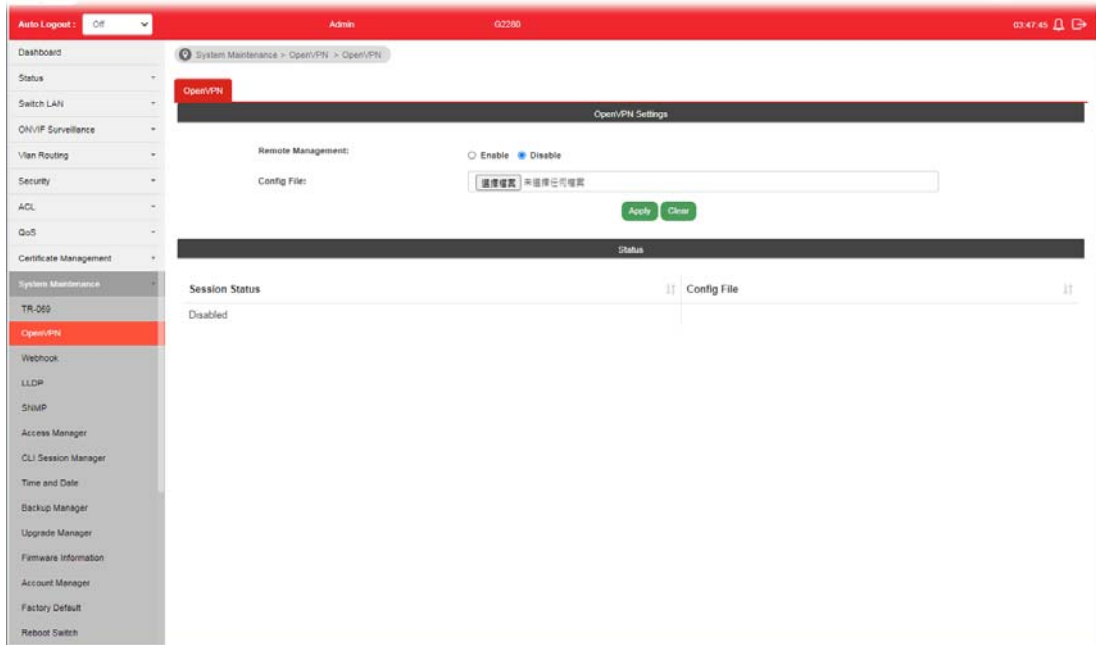 Auto Logout : Off
Admin
G2280
03:47:45
Dashboard
Status
Switch LAN
ONVIF Surveillance
Vlan Routing
Security
ACL
QoS
Certificate Management
System Maintenance
TR-069
OpenVPN
Webhook
LLDP
SNMP
Access Manager
CLI Session Manager
Time and Date
Backup Manager
Upgrade Manager
Firmware Information
Account Manager
Factory Default
Reboot Switch
System Maintenance > OpenVPN > OpenVPN
OpenVPN
OpenVPN Settings
Remote Management: Enable Disable
Config File: 選擇檔案 未選擇任何檔案
Apply Clear
Status
Session Status Config File
Disabled